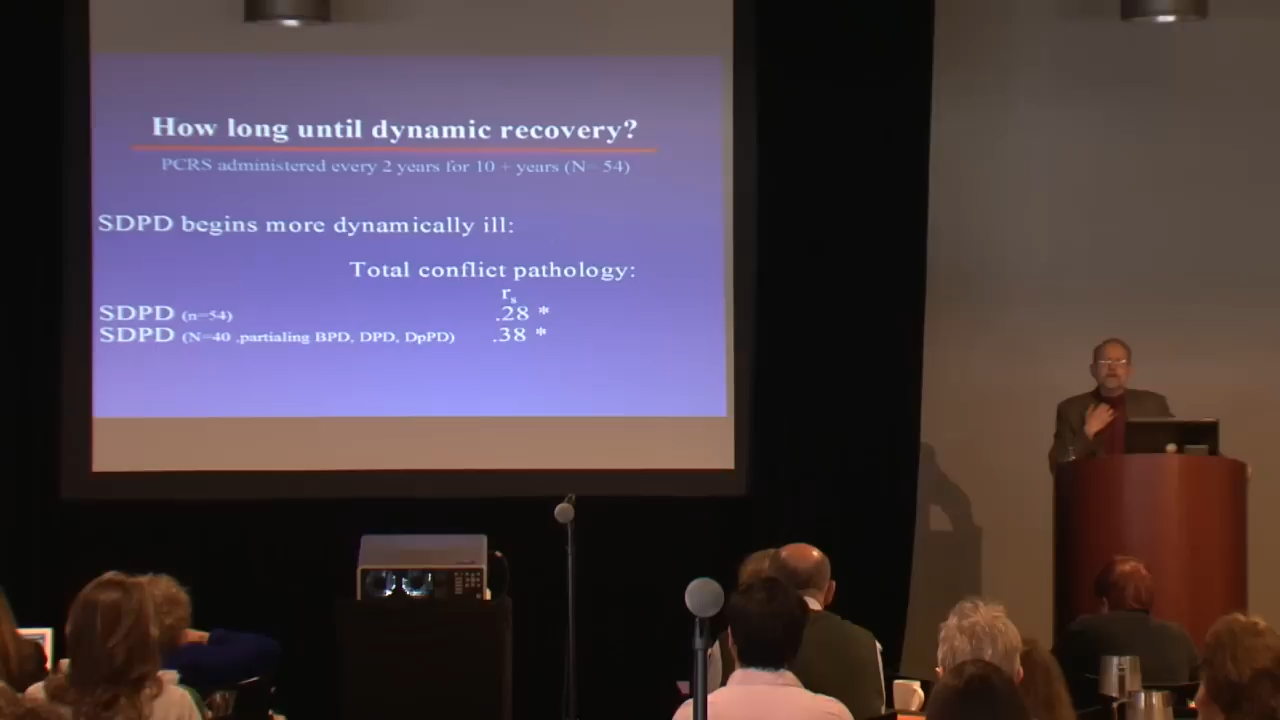 How long until dynamic recovery?
PCRS administered every 2 years for 10 + years (N= 54)
SDPD begins more dynamically ill:
Total conflict pathology:
rs
SDPD (n=54) .28 *
SDPD (N=40 ,partialing BPD, DPD, DpPD) .38 *